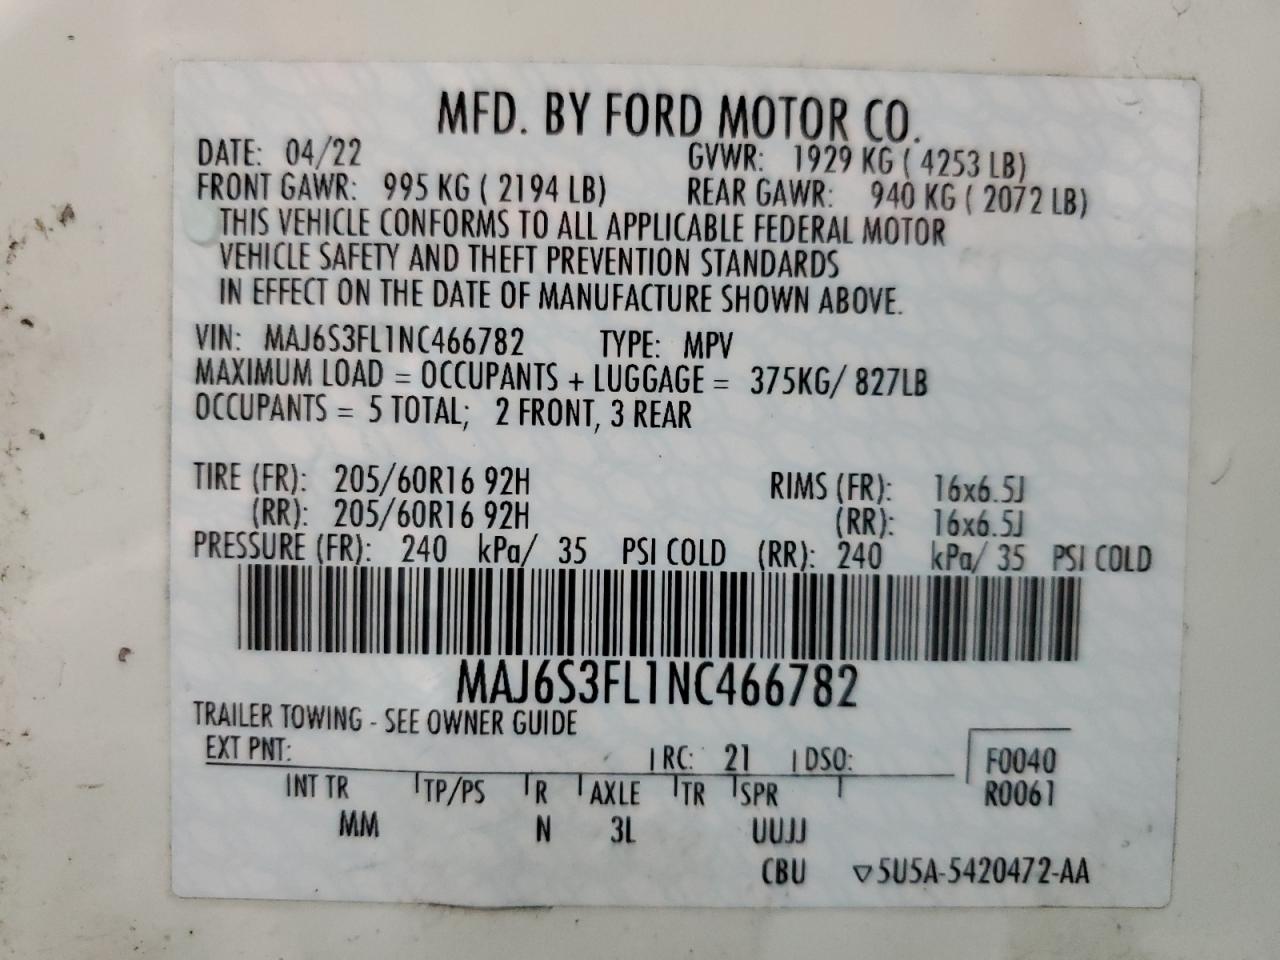 MFD. BY FORD MOTOR CO.
DATE: 04/22 GVWR: 1929 KG ( 4253 LB)
FRONT GAWR: 995 KG ( 2194 LB) REAR GAWR: 940 KG ( 2072 LB)
THIS VEHICLE CONFORMS TO ALL APPLICABLE FEDERAL MOTOR
VEHICLE SAFETY AND THEFT PREVENTION STANDARDS
IN EFFECT ON THE DATE OF MANUFACTURE SHOWN ABOVE.
VIN: MAJ6S3FL1NC466782 TYPE: MPV
MAXIMUM LOAD = OCCUPANTS + LUGGAGE = 375KG/ 827LB
OCCUPANTS = 5 TOTAL; 2 FRONT, 3 REAR
TIRE (FR): 205/60R16 92H RIMS (FR): 16x6.5J
(RR): 205/60R16 92H (RR): 16x6.5J
PRESSURE (FR): 240 kPa/ 35 PSI COLD (RR): 240 kPa/ 35 PSI COLD
MAJ6S3FL1NC466782
TRAILER TOWING - SEE OWNER GUIDE
EXT PNT: RC: 21 DSO: F0040
INT TR TP/PS R AXLE TR SPR R0061
MM N 3L UUJJ
CBU ▽5U5A-5420472-AA